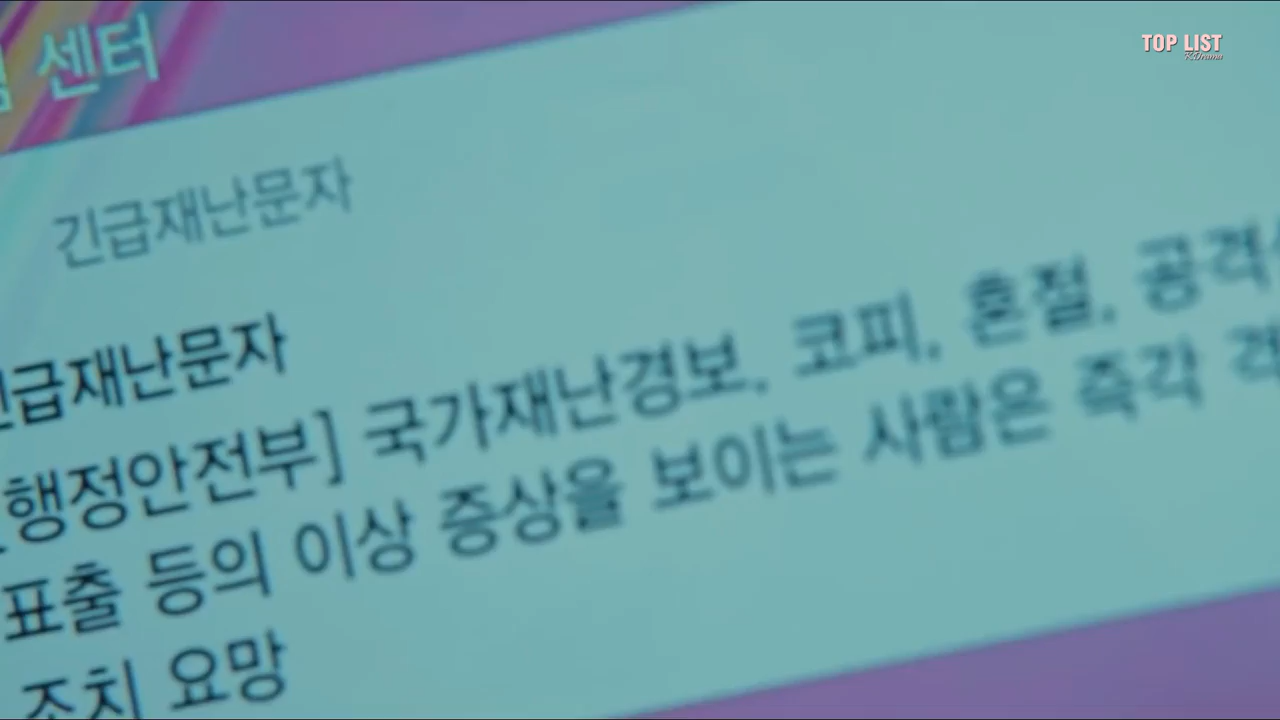 센터
TOP LIST
KDrama
긴급재난문자
긴급재난문자
[행정안전부] 국가재난경보, 코피, 혼절, 공격
표출 등의 이상 증상을 보이는 사람은 즉각
조치 요망